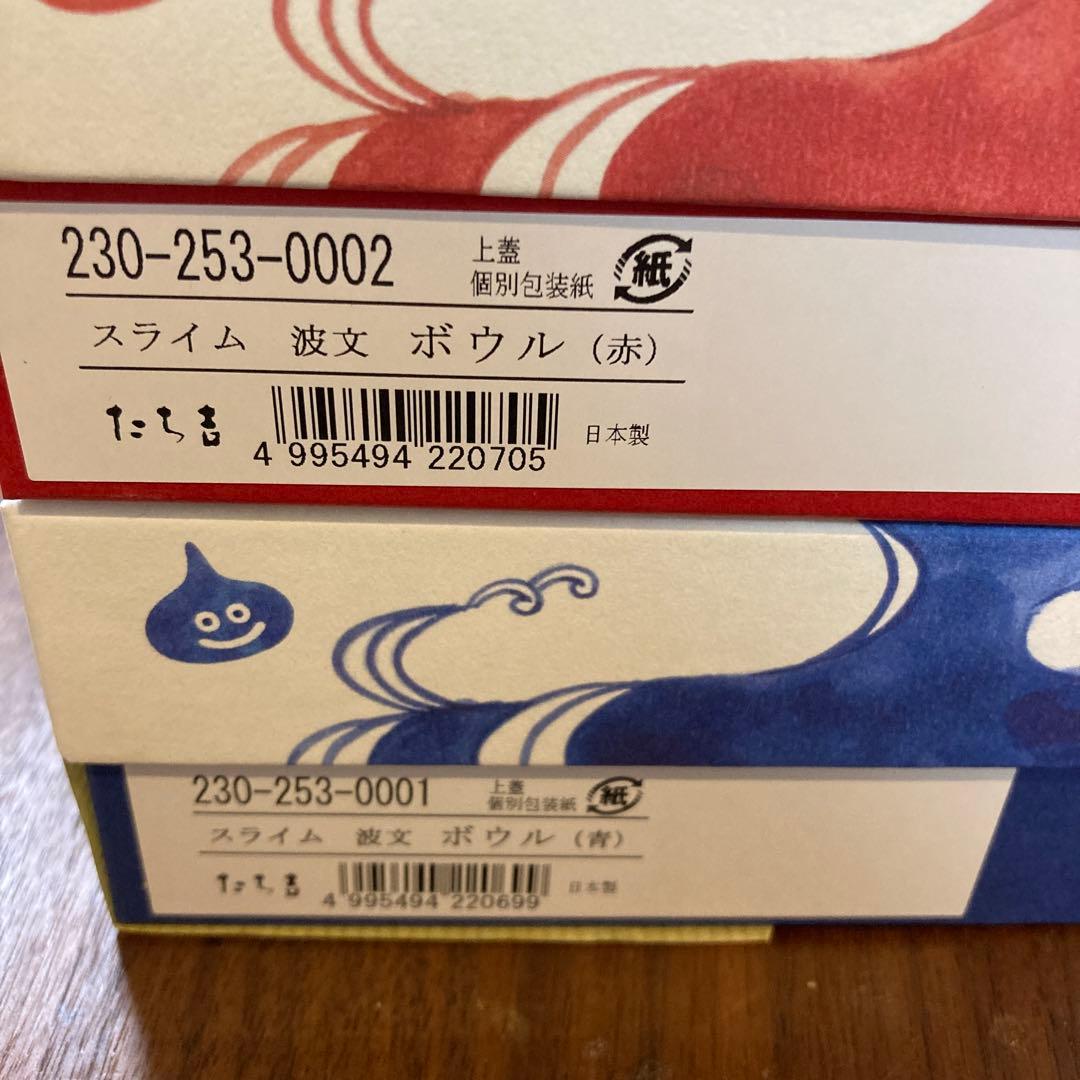 230-253-0002
上蓋
個別包装紙
紙
スライム 波文 ボウル（赤）
たち吉
4 995494 220705
日本製
230-253-0001
上蓋
個別包装紙
紙
スライム 波文 ボウル（青）
たち吉
4 995494 220699
日本製